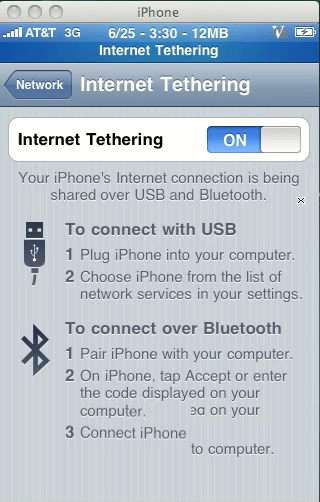 iPhone
AT&T 3G 6/25 - 3:30 - 12MB
Internet Tethering
Network Internet Tethering
Internet Tethering ON
Your iPhone's Internet connection is being
shared over USB and Bluetooth.
To connect with USB
1 Plug iPhone into your computer.
2 Choose iPhone from the list of
network services in your settings.
To connect over Bluetooth
1 Pair iPhone with your computer.
2 On iPhone, tap Accept or enter
the code displayed on your
computer. on your
3 Connect iPhone
to computer.